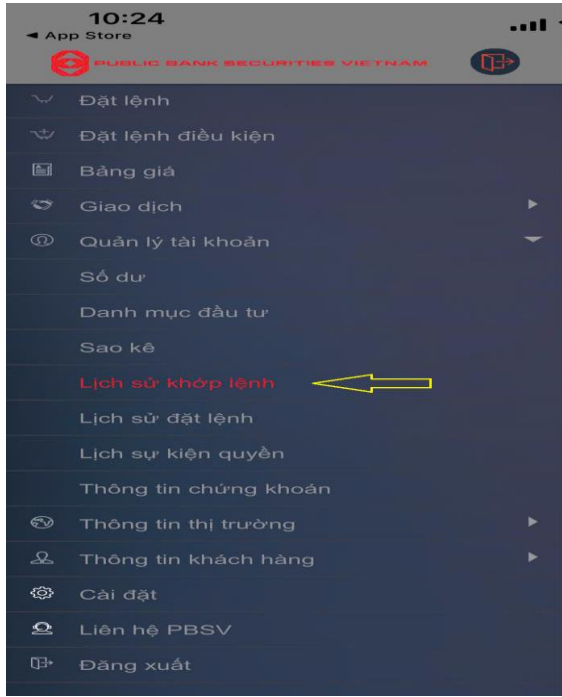 10:24
◄ App Store
PUBLIC BANK SECURITIES VIETNAM
Đặt lệnh
Đặt lệnh điều kiện
Bảng giá
Giao dịch
Quản lý tài khoản
Số dư
Danh mục đầu tư
Sao kê
Lịch sử khớp lệnh
Lịch sử đặt lệnh
Lịch sự kiện quyền
Thông tin chứng khoán
Thông tin thị trường
Thông tin khách hàng
Cài đặt
Liên hệ PBSV
Đăng xuất